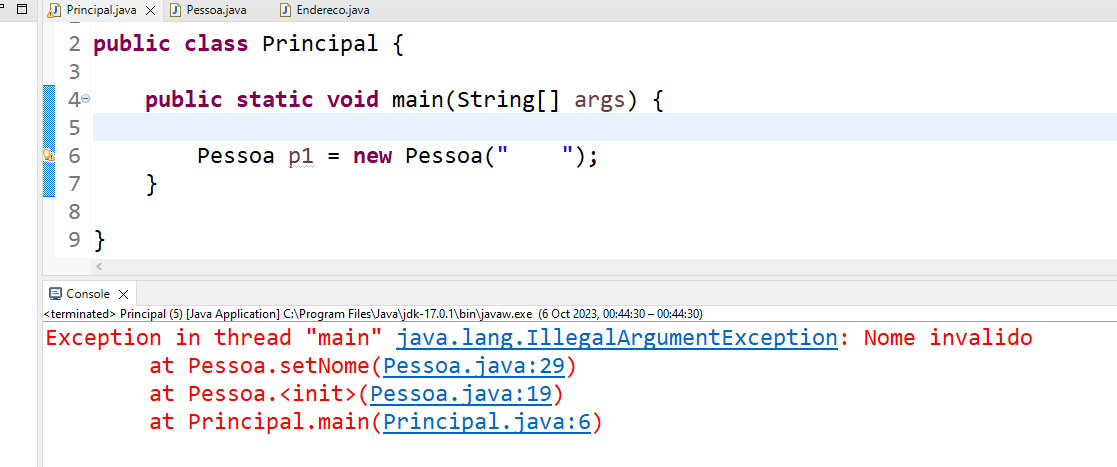 Principal.java Pessoa.java Endereco.java
2 public class Principal {
3
4 public static void main(String[] args) {
5
6 Pessoa p1 = new Pessoa("    ");
7 }
8
9 }
Console
<terminated> Principal (5) [Java Application] C:\Program Files\Java\jdk-17.0.1\bin\javaw.exe (6 Oct 2023, 00:44:30 – 00:44:30)
Exception in thread "main" java.lang.IllegalArgumentException: Nome invalido
at Pessoa.setNome(Pessoa.java:29)
at Pessoa.<init>(Pessoa.java:19)
at Principal.main(Principal.java:6)